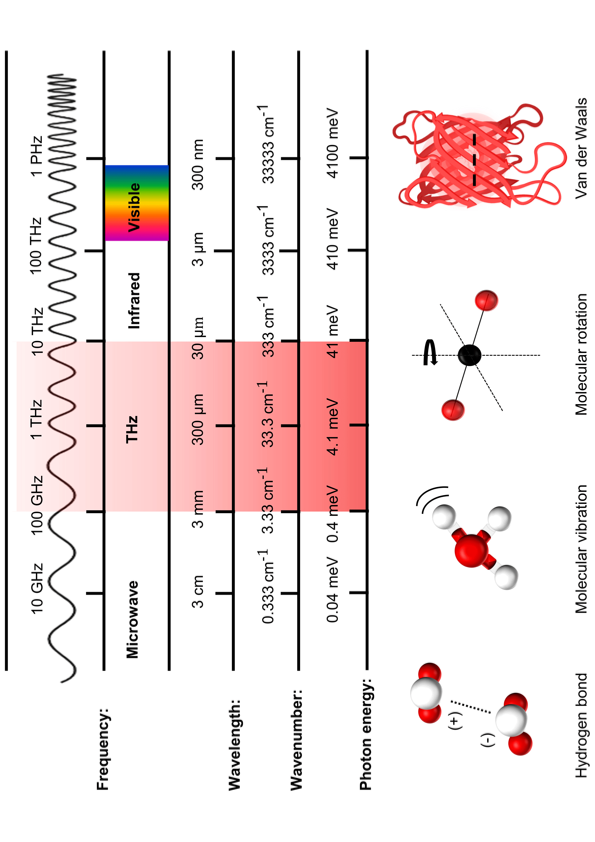 Frequency: 10 GHz 100 GHz 1 THz 10 THz 100 THz 1 PHz
Microwave THz Infrared Visible
Wavelength: 3 cm 3 mm 300 µm 30 µm 3 µm 300 nm
Wavenumber: 0.333 cm⁻¹ 3.33 cm⁻¹ 33.3 cm⁻¹ 333 cm⁻¹ 3333 cm⁻¹ 33333 cm⁻¹
Photon energy: 0.04 meV 0.4 meV 4.1 meV 41 meV 410 meV 4100 meV
(+)
(-)
Hydrogen bond Molecular vibration Molecular rotation Van der Waals